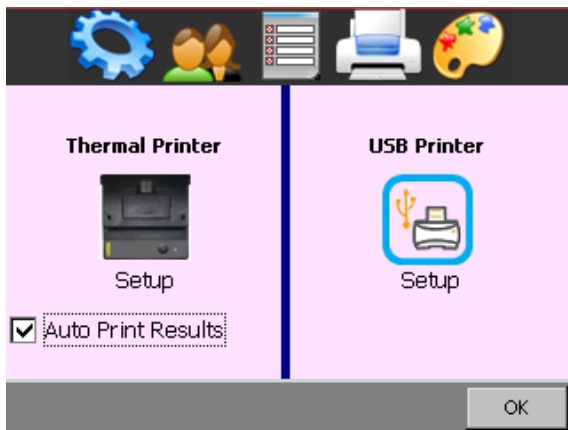 Thermal Printer
USB Printer
Setup
Setup
Auto Print Results
OK